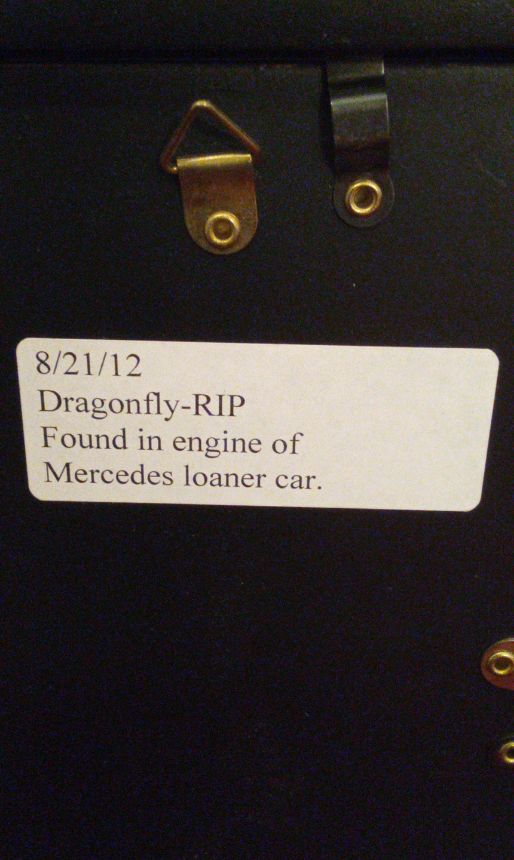 8/21/12
Dragonfly-RIP
Found in engine of
Mercedes loaner car.